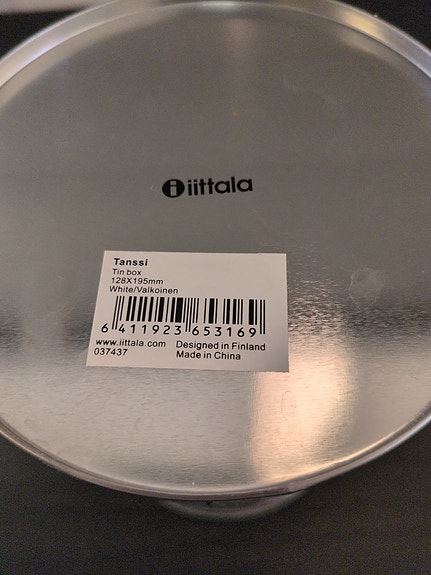 iittala
Tanssi
Tin box
128X195mm
White/Valkoinen
6 411923 653169
www.iittala.com Designed in Finland
037437 Made in China